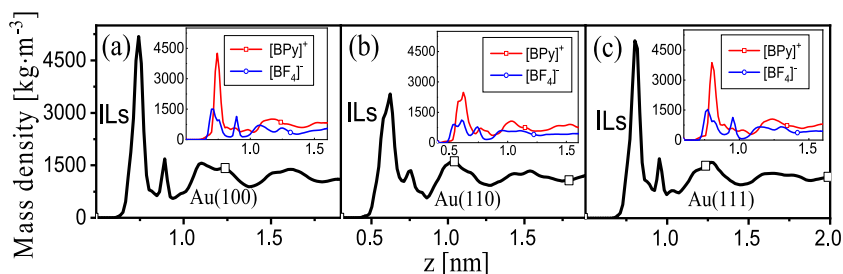 Mass density [kg·m⁻³]
4500
3000
1500
0
(a)
ILs
Au(100)
4500
3000
1500
0
[BPy]⁺
[BF₄]⁻
1.0
1.5
1.0
1.5
(b)
ILs
Au(110)
4500
3000
1500
0
[BPy]⁺
[BF₄]⁻
0.5
1.0
1.5
0.5
1.0
1.5
(c)
ILs
Au(111)
4500
3000
1500
0
[BPy]⁺
[BF₄]⁻
1.0
1.5
1.0
1.5
2.0
z [nm]